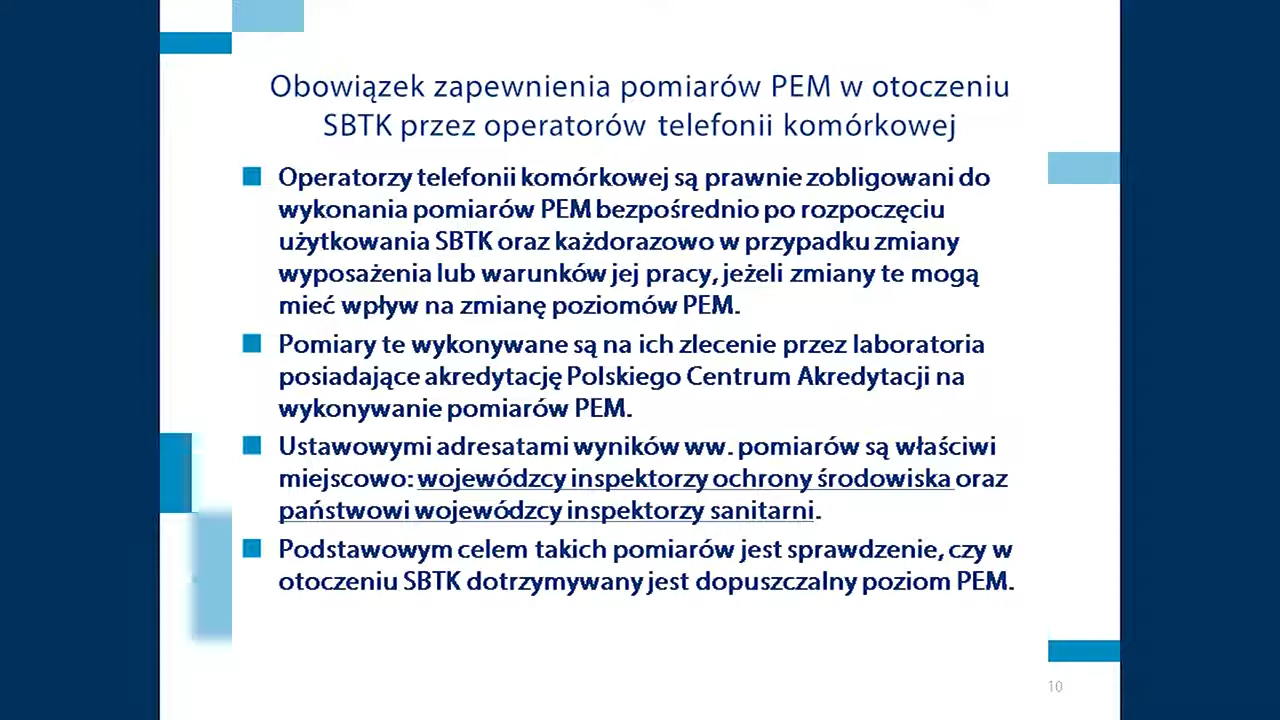 Obowiązek zapewnienia pomiarów PEM w otoczeniu
SBTK przez operatorów telefonii komórkowej
Operatorzy telefonii komórkowej są prawnie zobligowani do
wykonania pomiarów PEM bezpośrednio po rozpoczęciu
użytkowania SBTK oraz każdorazowo w przypadku zmiany
wyposażenia lub warunków jej pracy, jeżeli zmiany te mogą
mieć wpływ na zmianę poziomów PEM.
Pomiary te wykonywane są na ich zlecenie przez laboratoria
posiadające akredytację Polskiego Centrum Akredytacji na
wykonywanie pomiarów PEM.
Ustawowymi adresatami wyników ww. pomiarów są właściwi
miejscowo: wojewódzcy inspektorzy ochrony środowiska oraz
państwowi wojewódzcy inspektorzy sanitarni.
Podstawowym celem takich pomiarów jest sprawdzenie, czy w
otoczeniu SBTK dotrzymywany jest dopuszczalny poziom PEM.
10